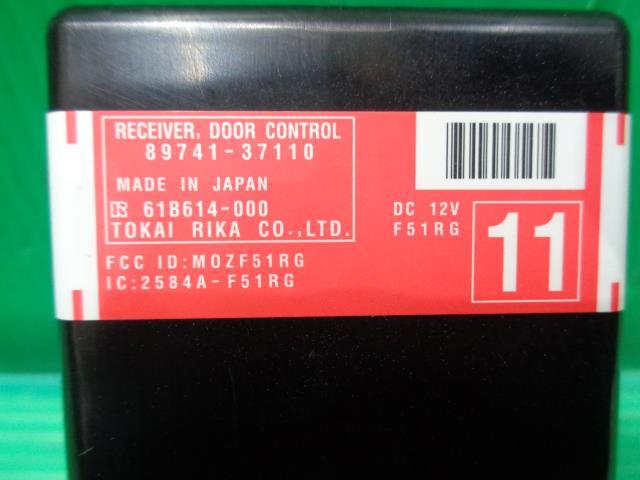 RECEIVER, DOOR CONTROL
89741-37110
MADE IN JAPAN
R 61B614-000
TOKAI RIKA CO.,LTD.
DC 12V
F51RG
11
FCC ID:MOZF51RG
IC:2584A-F51RG